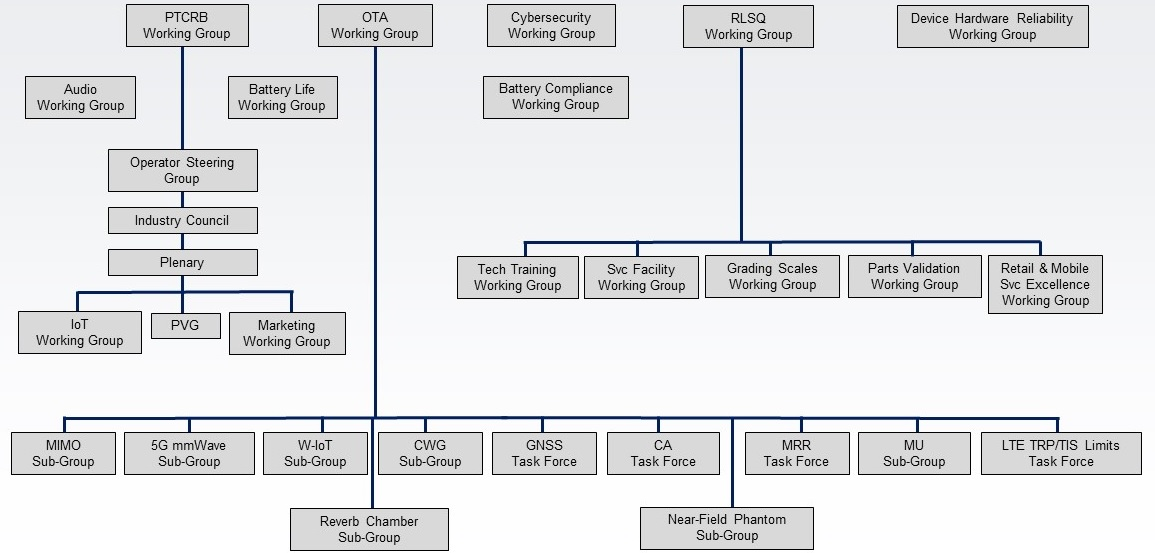 PTCRB
Working Group
OTA
Working Group
Cybersecurity
Working Group
RLSQ
Working Group
Device Hardware Reliability
Working Group
Audio
Working Group
Battery Life
Working Group
Battery Compliance
Working Group
Operator Steering
Group
Industry Council
Plenary
IoT
Working Group
PVG
Marketing
Working Group
Tech Training
Working Group
Svc Facility
Working Group
Grading Scales
Working Group
Parts Validation
Working Group
Retail & Mobile
Svc Excellence
Working Group
MIMO
Sub-Group
5G mmWave
Sub-Group
W-IoT
Sub-Group
CWG
Sub-Group
GNSS
Task Force
CA
Task Force
MRR
Task Force
MU
Sub-Group
LTE TRP/TIS Limits
Task Force
Reverb Chamber
Sub-Group
Near-Field Phantom
Sub-Group